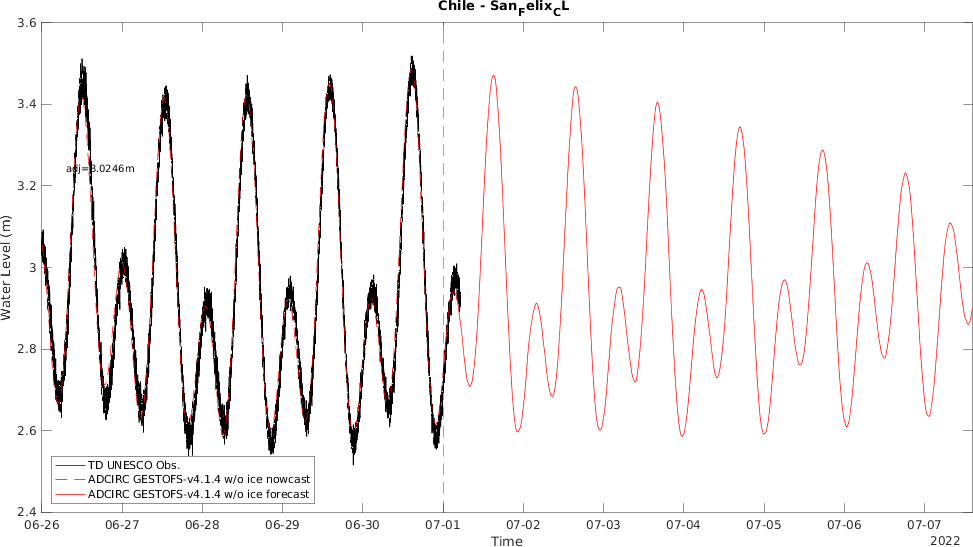 Chile - San_Felix_CL
3.6
3.4
3.2
3
2.8
2.6
2.4
Water Level (m)
adj=3.0246m
TD UNESCO Obs.
ADCIRC GESTOFS-v4.1.4 w/o ice nowcast
ADCIRC GESTOFS-v4.1.4 w/o ice forecast
06-26 06-27 06-28 06-29 06-30 07-01 07-02 07-03 07-04 07-05 07-06 07-07
Time
2022